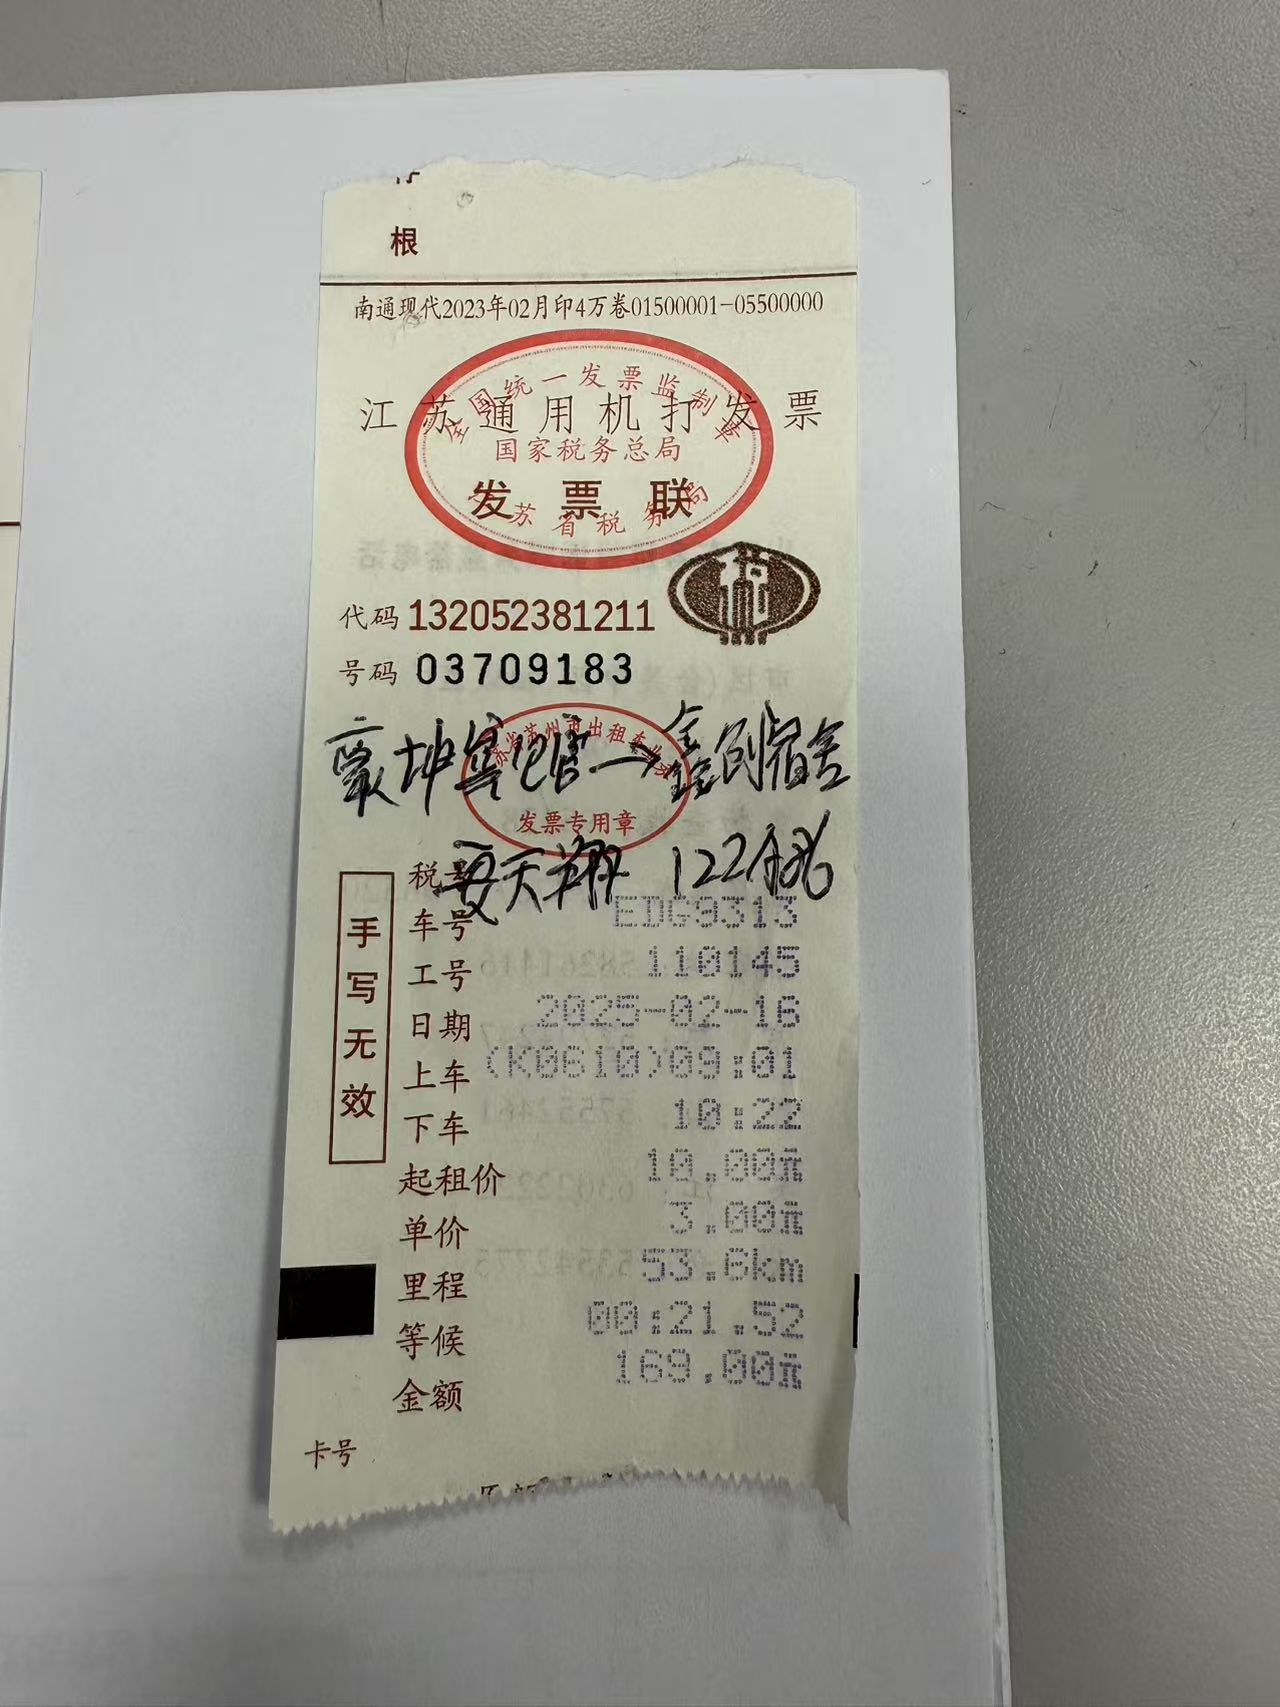 根
南通现代2023年02月印4万卷01500001-05500000
全国统一发票监制章
江苏通用机打发票
国家税务总局
发票联
江苏省税务局
税
代码 132052381211
号码 03709183
苏州市出租车
豪坤宾馆→鑫创宿舍
发票专用章
天翔 122
税号
车号 EDG9313
工号 110145
日期 2025-02-16
上车 (K0610)09:01
下车 10:22
起租价 10.00元
单价 3.00元
里程 53.6km
等候 00:21.52
金额 169.00元
卡号
手写无效